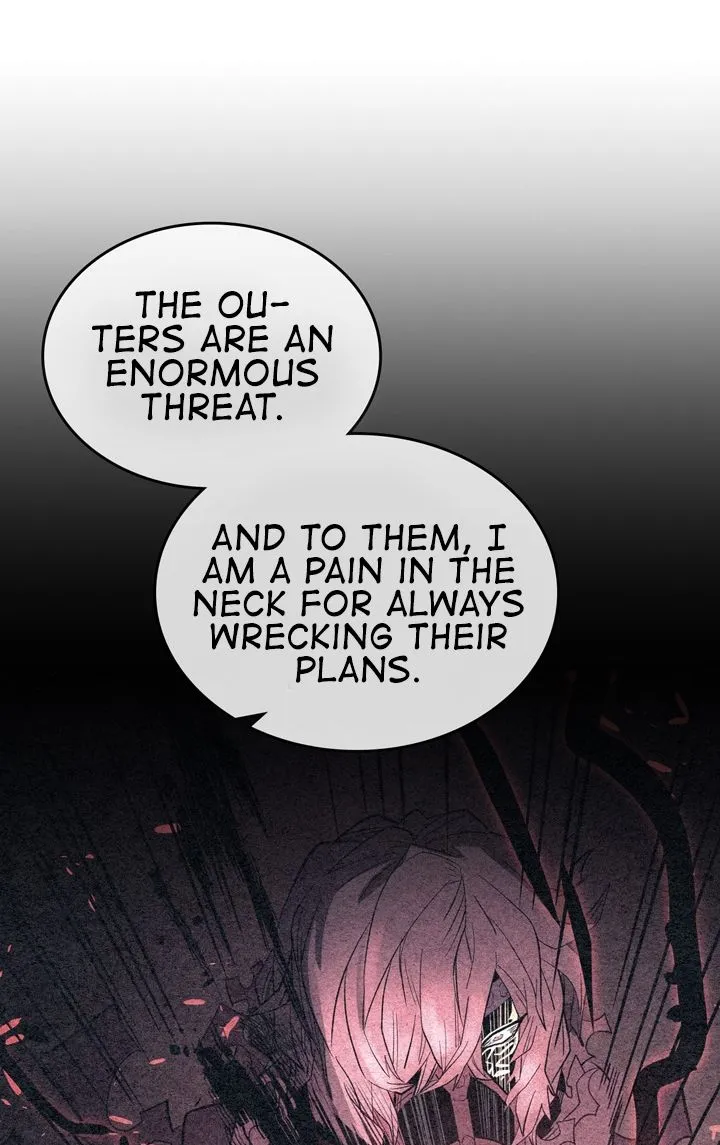 THE OU-
TERS ARE AN
ENORMOUS
THREAT.
AND TO THEM, I
AM A PAIN IN THE
NECK FOR ALWAYS
WRECKING THEIR
PLANS.